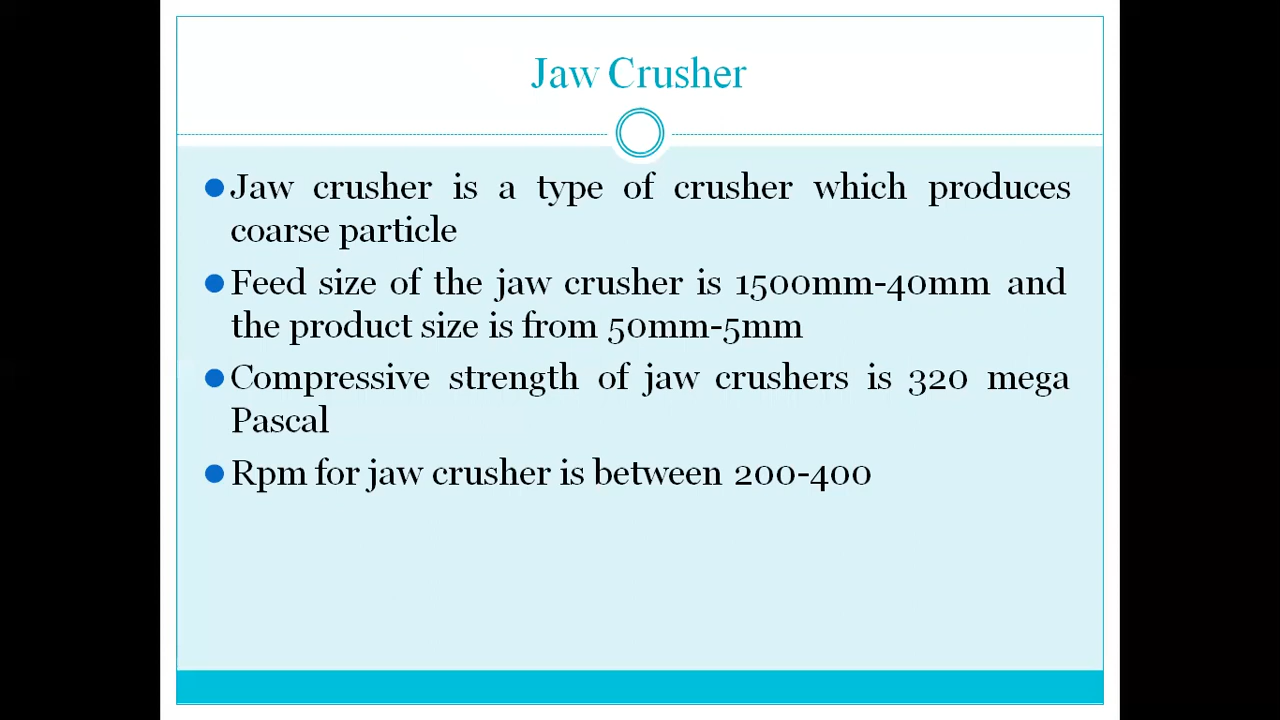 Jaw Crusher
Jaw crusher is a type of crusher which produces
coarse particle
Feed size of the jaw crusher is 1500mm-40mm and
the product size is from 50mm-5mm
Compressive strength of jaw crushers is 320 mega
Pascal
Rpm for jaw crusher is between 200-400